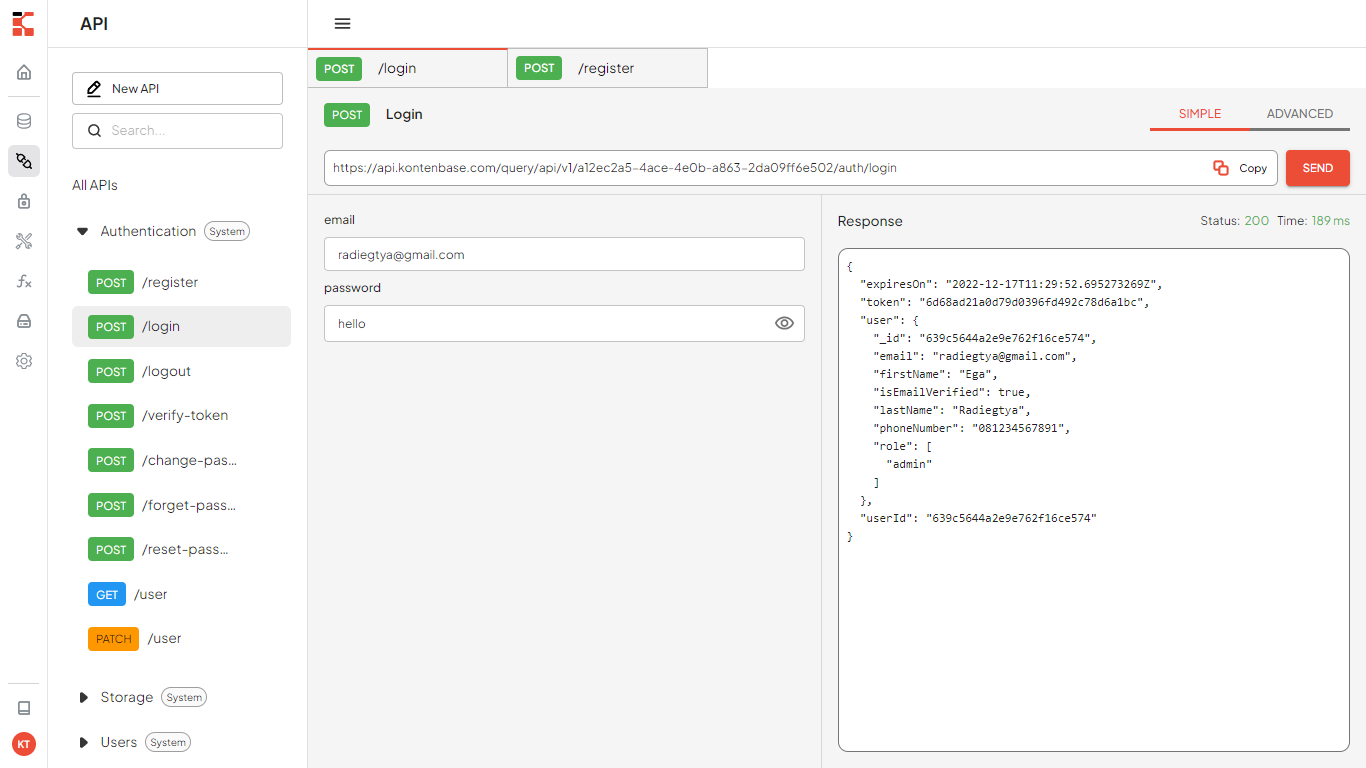 API
New API
Search...
All APIs
Authentication System
POST /register
POST /login
POST /logout
POST /verify-token
POST /change-pas...
POST /forget-pass...
POST /reset-pass...
GET /user
PATCH /user
Storage System
Users System
KT
POST /login
POST /register
POST Login
SIMPLE ADVANCED
https://api.kontenbase.com/query/api/v1/a12ec2a5-4ace-4e0b-a863-2da09ff6e502/auth/login
Copy
SEND
email
radiegtya@gmail.com
password
hello
Response
Status: 200 Time: 189 ms
{
"expiresOn": "2022-12-17T11:29:52.695273269Z",
"token": "6d68ad21a0d79d0396fd492c78d6a1bc",
"user": {
"_id": "639c5644a2e9e762f16ce574",
"email": "radiegtya@gmail.com",
"firstName": "Ega",
"isEmailVerified": true,
"lastName": "Radiegtya",
"phoneNumber": "081234567891",
"role": [
"admin"
]
},
"userId": "639c5644a2e9e762f16ce574"
}